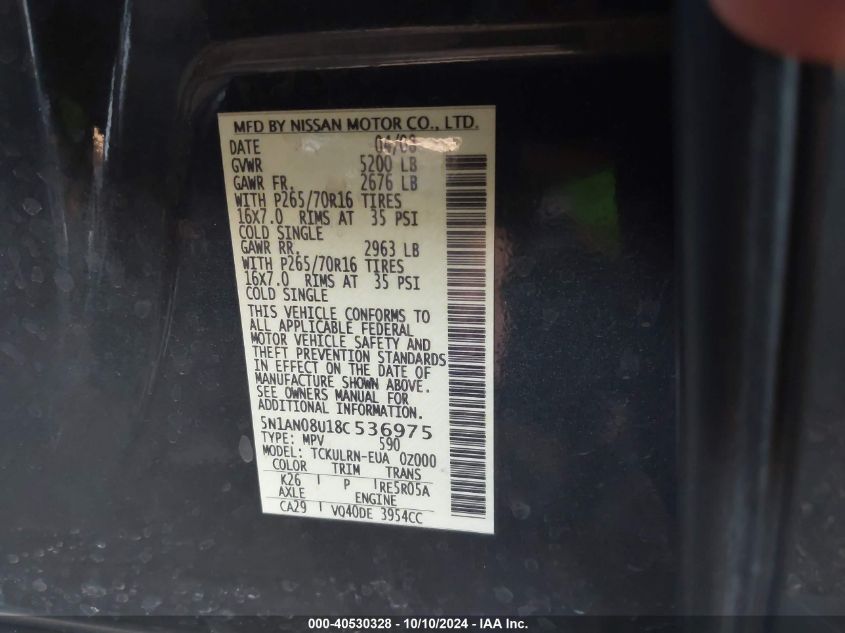 MFD BY NISSAN MOTOR CO., LTD.
DATE 04/08
GVWR 5200 LB
GAWR FR. 2676 LB
WITH P265/70R16 TIRES
16X7.0 RIMS AT 35 PSI
COLD SINGLE
GAWR RR. 2963 LB
WITH P265/70R16 TIRES
16X7.0 RIMS AT 35 PSI
COLD SINGLE
THIS VEHICLE CONFORMS TO
ALL APPLICABLE FEDERAL
MOTOR VEHICLE SAFETY AND
THEFT PREVENTION STANDARDS
IN EFFECT ON THE DATE OF
MANUFACTURE SHOWN ABOVE.
SEE OWNERS MANUAL FOR
ADDITIONAL INFORMATION.
5N1AN08U18C536975
TYPE: MPV 590
MODEL: TCKULRN-EUA 0Z000
COLOR TRIM TRANS
K26 P RE5R05A
AXLE ENGINE
CA29 VQ40DE 3954CC
000-40530328 - 10/10/2024 - IAA Inc.